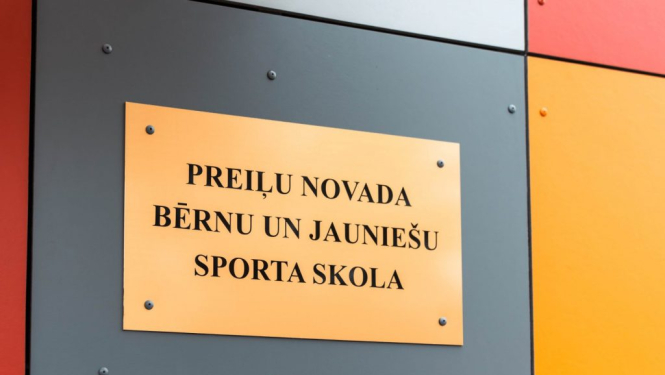 PREIĻU NOVADA
BĒRNU UN JAUNIEŠU
SPORTA SKOLA